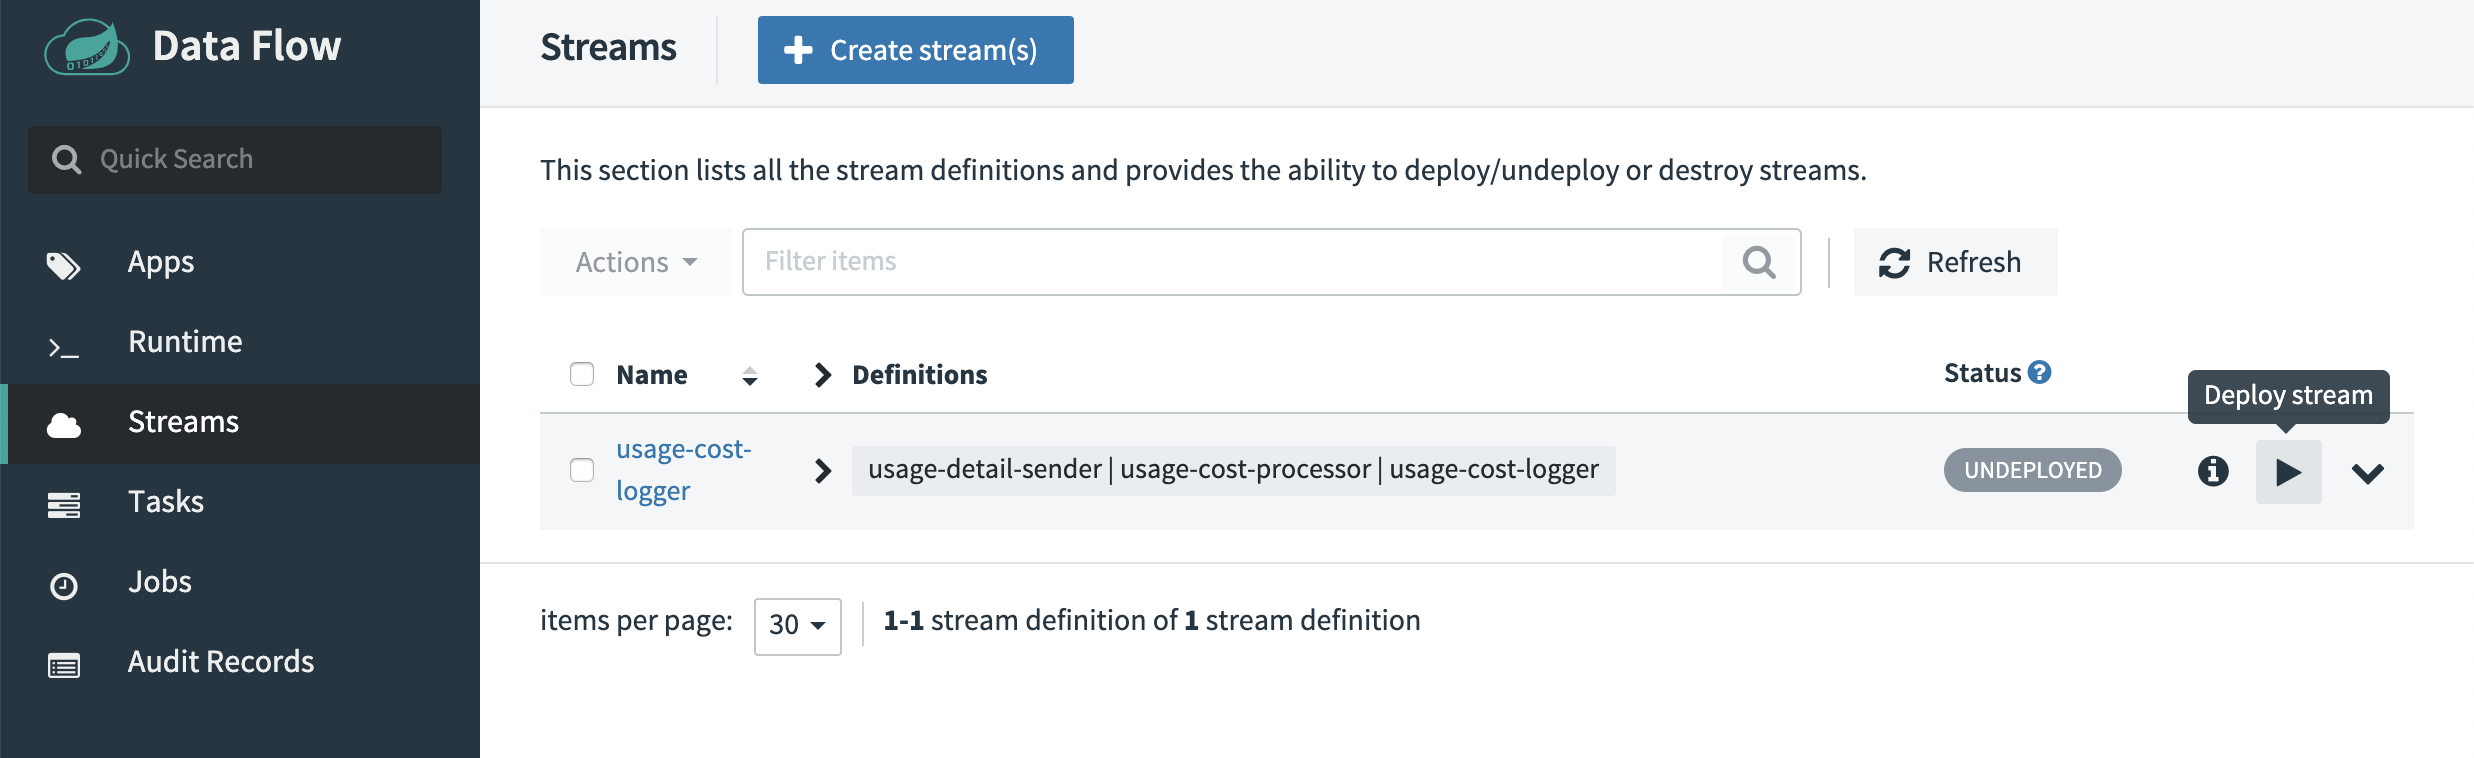 Data Flow
Quick Search
Apps
Runtime
Streams
Tasks
Jobs
Audit Records
Streams
Create stream(s)
This section lists all the stream definitions and provides the ability to deploy/undeploy or destroy streams.
Actions
Filter items
Refresh
Name
Definitions
Status
Deploy stream
usage-cost-
logger
usage-detail-sender | usage-cost-processor | usage-cost-logger
UNDEPLOYED
items per page: 30 1-1 stream definition of 1 stream definition